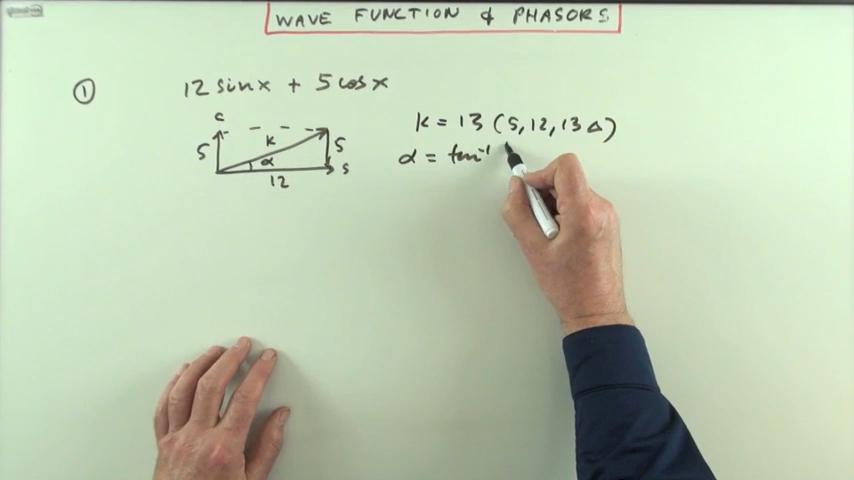 WAVE FUNCTION & PHASORS
① 12 sin x + 5 cos x
c
5 k α 5 s
12
k = 13 (5, 12, 13 Δ)
α = tan⁻¹